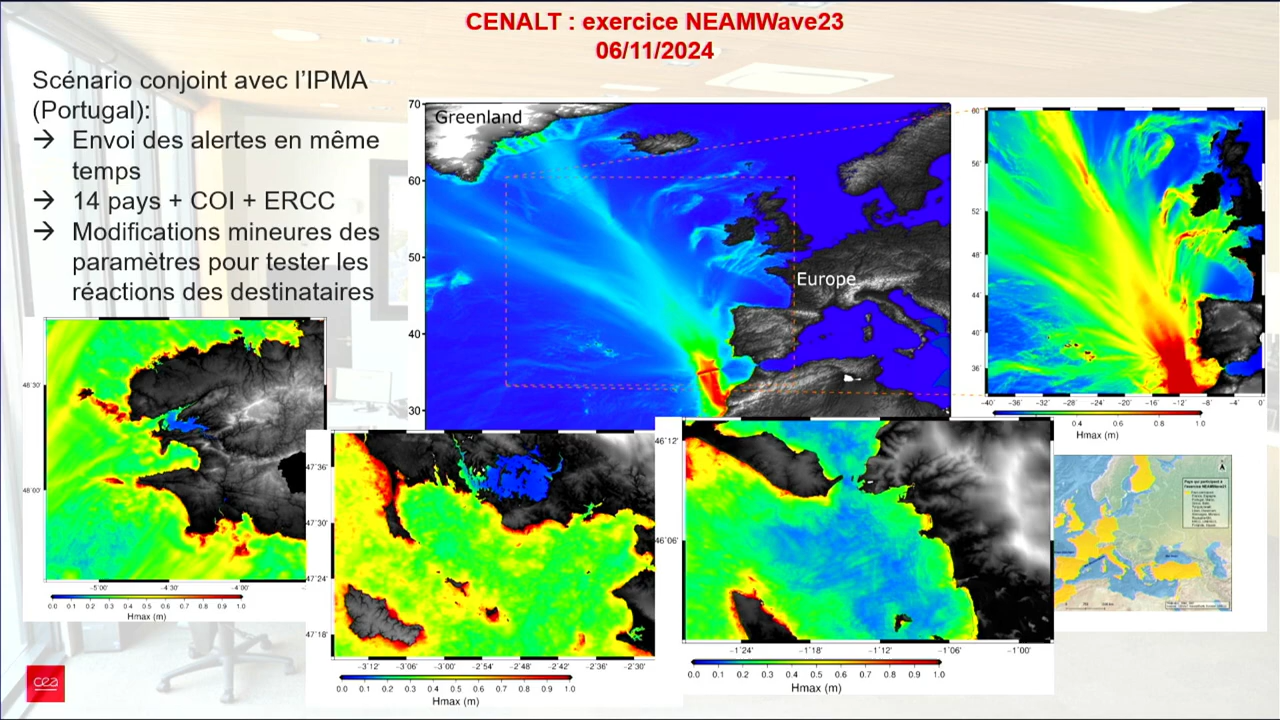 CENALT : exercice NEAMWave23
06/11/2024
Scénario conjoint avec l'IPMA
(Portugal):
→ Envoi des alertes en même
temps
→ 14 pays + COI + ERCC
→ Modifications mineures des
paramètres pour tester les
réactions des destinataires
70
60
50
40
30
Greenland
Europe
60
56
52
48
44
40
36
-40 -36 -32 -28 -24 -20 -16 -12 -8 -4 0
0.4 0.6 0.8 1.0
Hmax (m)
48˚30'
48˚00'
-5˚00' -4˚30' -4˚00'
0.0 0.1 0.2 0.3 0.4 0.5 0.6 0.7 0.8 0.9 1.0
Hmax (m)
47˚36'
47˚30'
47˚24'
47˚18'
-3˚12' -3˚06' -3˚00' -2˚54' -2˚48' -2˚42' -2˚36' -2˚30'
0.0 0.1 0.2 0.3 0.4 0.5 0.6 0.7 0.8 0.9 1.0
Hmax (m)
46˚12'
46˚06'
-1˚24' -1˚18' -1˚12' -1˚06' -1˚00'
0.0 0.1 0.2 0.3 0.4 0.5 0.6 0.7 0.8 0.9 1.0
Hmax (m)
Pays qui participent à
l'exercice NEAMWave23
cea